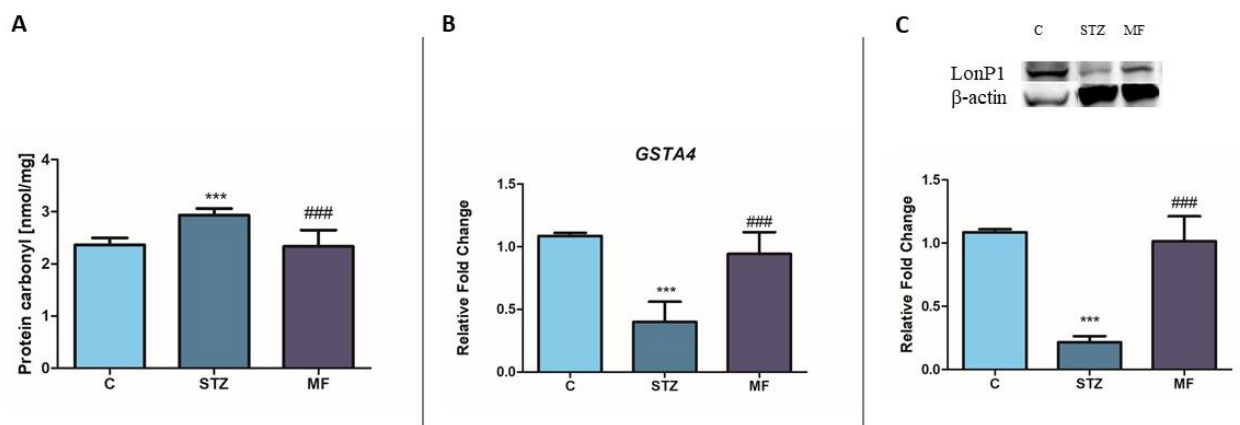 A
Protein carbonyl [nmol/mg]
4
3
2
1
0
***
###
C STZ MF
B
GSTA4
Relative Fold Change
1.5
1.0
0.5
0.0
***
###
C STZ MF
C
C STZ MF
LonP1
β-actin
Relative Fold Change
1.5
1.0
0.5
0.0
***
###
C STZ MF